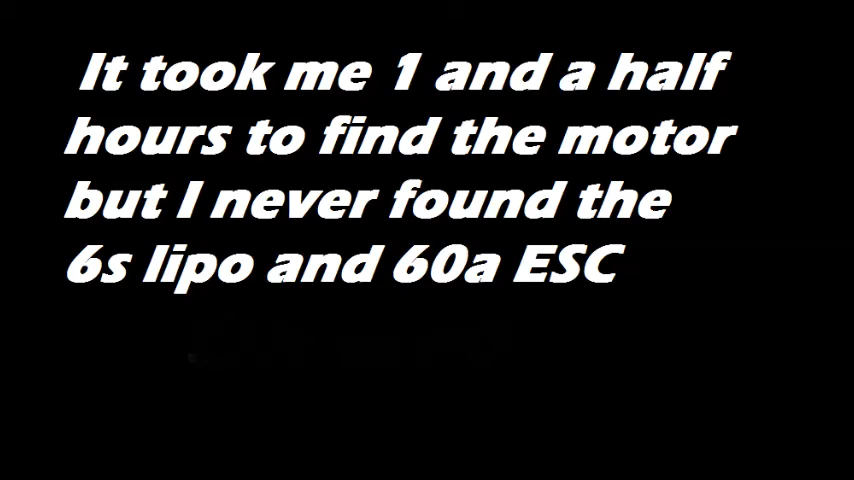 It took me 1 and a half
hours to find the motor
but I never found the
6s lipo and 60a ESC